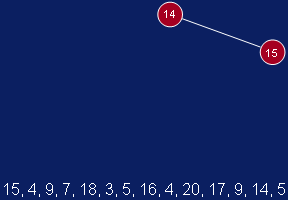 14
15
15, 4, 9, 7, 18, 3, 5, 16, 4, 20, 17, 9, 14, 5